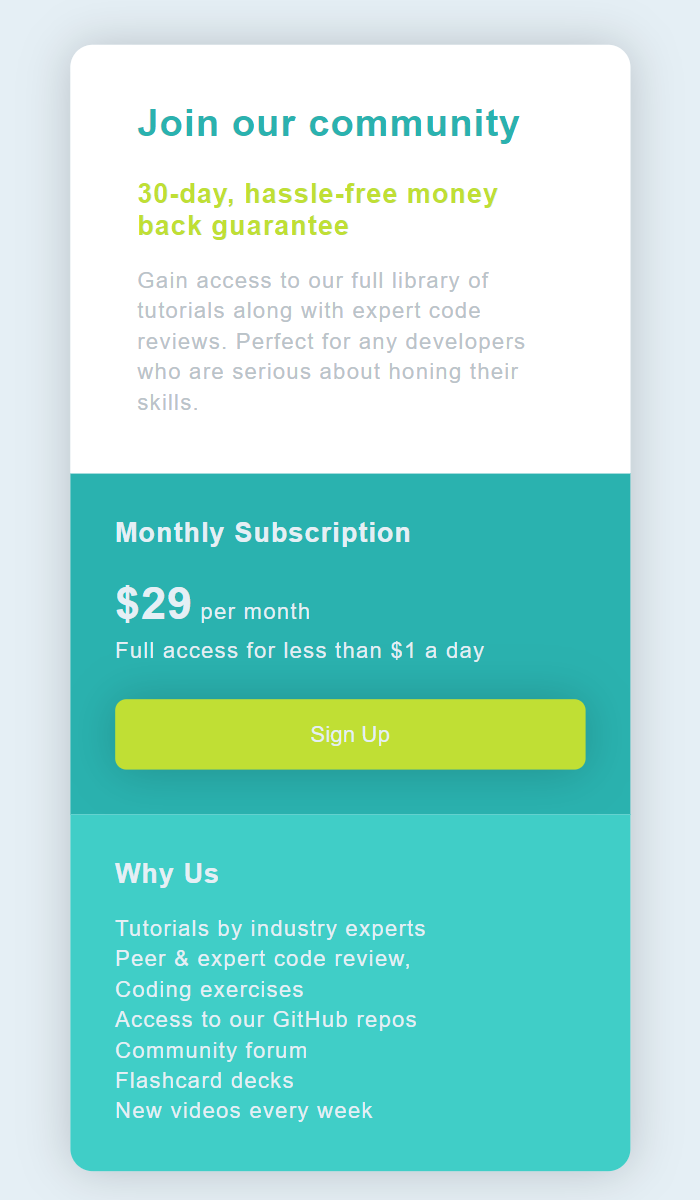 Join our community
30-day, hassle-free money
back guarantee
Gain access to our full library of
tutorials along with expert code
reviews. Perfect for any developers
who are serious about honing their
skills.
Monthly Subscription
$29 per month
Full access for less than $1 a day
Sign Up
Why Us
Tutorials by industry experts
Peer & expert code review,
Coding exercises
Access to our GitHub repos
Community forum
Flashcard decks
New videos every week